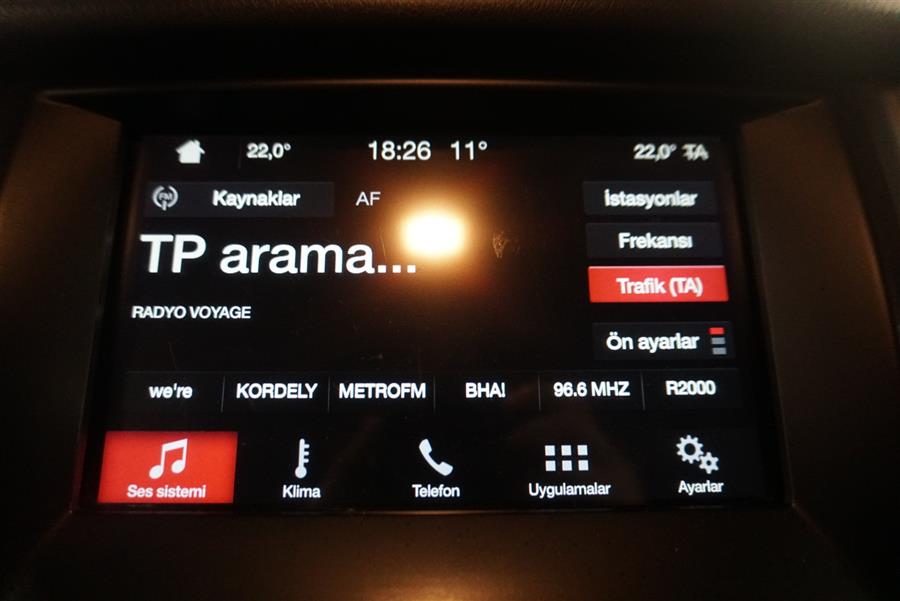 22,0° 18:26 11° 22,0° TA
FM Kaynaklar AF İstasyonlar
Frekansı
TP arama...
Trafik (TA)
RADYO VOYAGE
Ön ayarlar
we're KORDELY METROFM BHA! 96.6 MHZ R2000
Ses sistemi Klima Telefon Uygulamalar Ayarlar